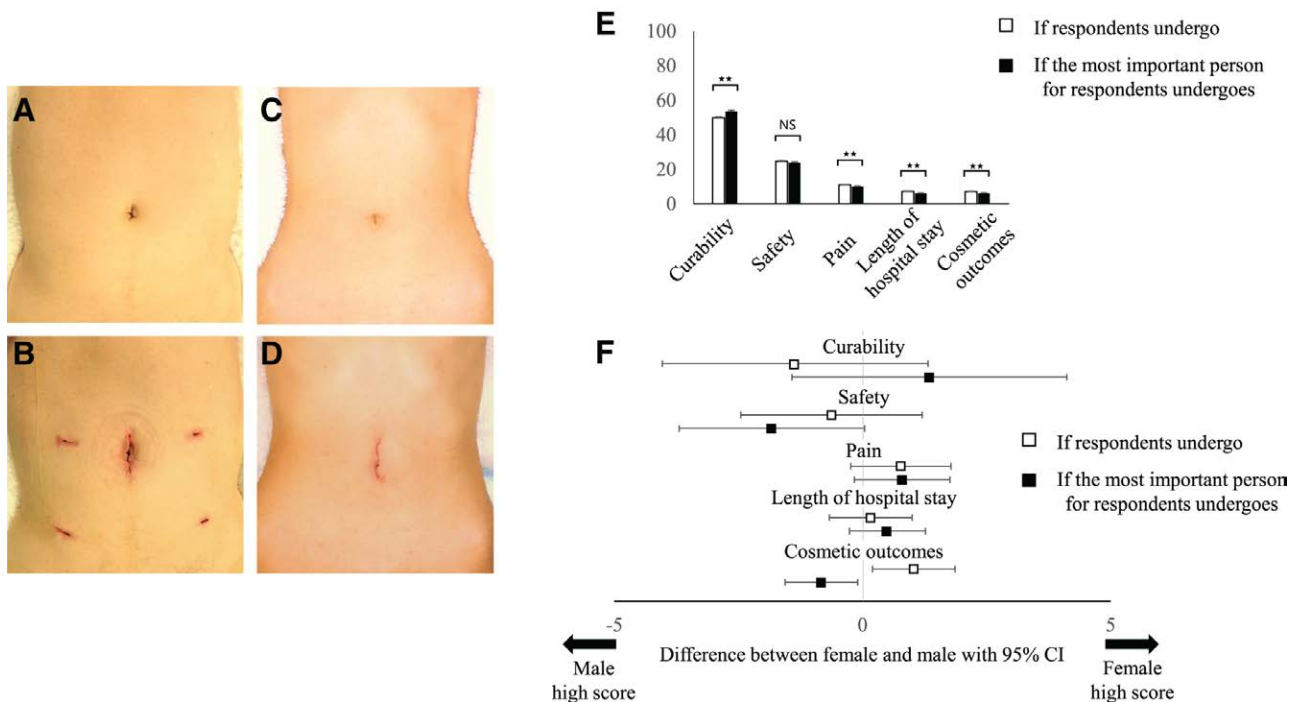 A
C
B
D
E
100
80
60
40
20
0
★★
NS
★★
★★
★★
Curability
Safety
Pain
Length of
hospital stay
Cosmetic
outcomes
If respondents undergo
If the most important person
for respondents undergoes
F
Curability
Safety
Pain
Length of hospital stay
Cosmetic outcomes
If respondents undergo
If the most important person
for respondents undergoes
-5
0
5
Male
high score
Difference between female and male with 95% CI
Female
high score